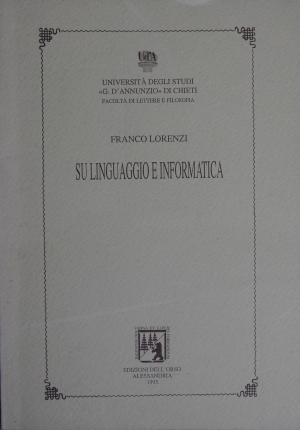 UNIVERSITÀ DEGLI STUDI
«G. D'ANNUNZIO» DI CHIETI
FACOLTÀ DI LETTERE E FILOSOFIA
FRANCO LORENZI
SU LINGUAGGIO E INFORMATICA
EDIZIONI DELL'ORSO
ALESSANDRIA